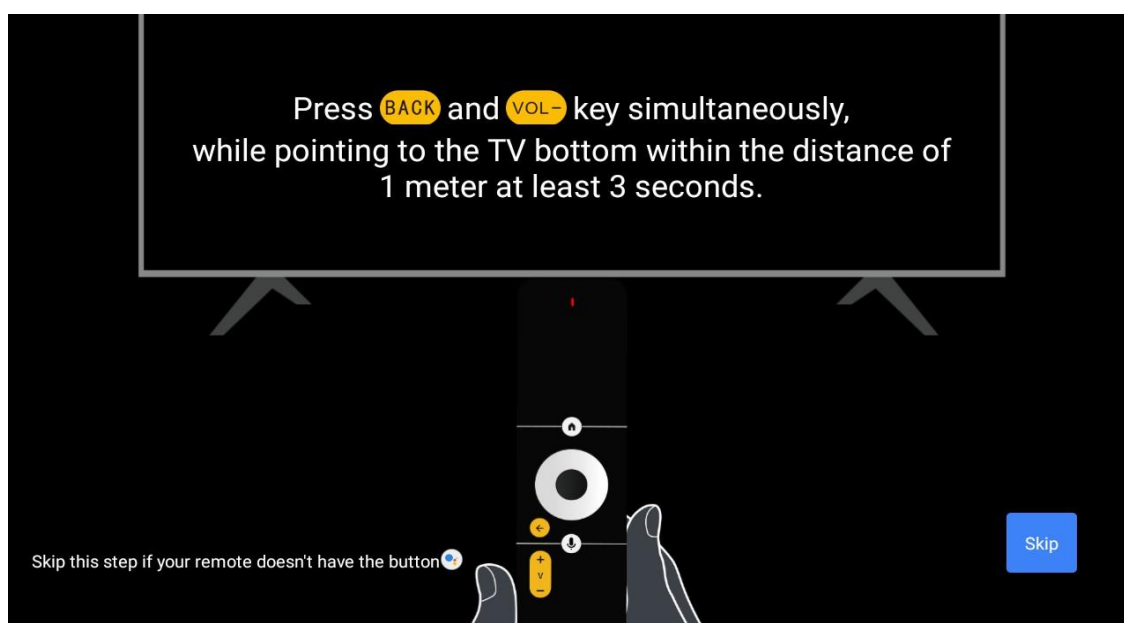 Press BACK and VOL- key simultaneously,
while pointing to the TV bottom within the distance of
1 meter at least 3 seconds.
+
V
-
Skip this step if your remote doesn't have the button
Skip